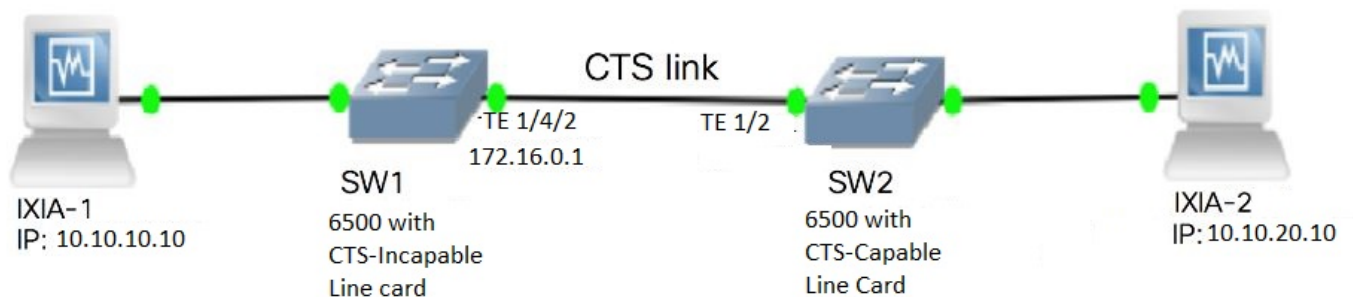 CTS link
-TE 1/4/2
TE 1/2
172.16.0.1
IXIA-1
IP: 10.10.10.10
SW1
6500 with
CTS-Incapable
Line card
SW2
6500 with
CTS-Capable
Line Card
IXIA-2
IP: 10.10.20.10